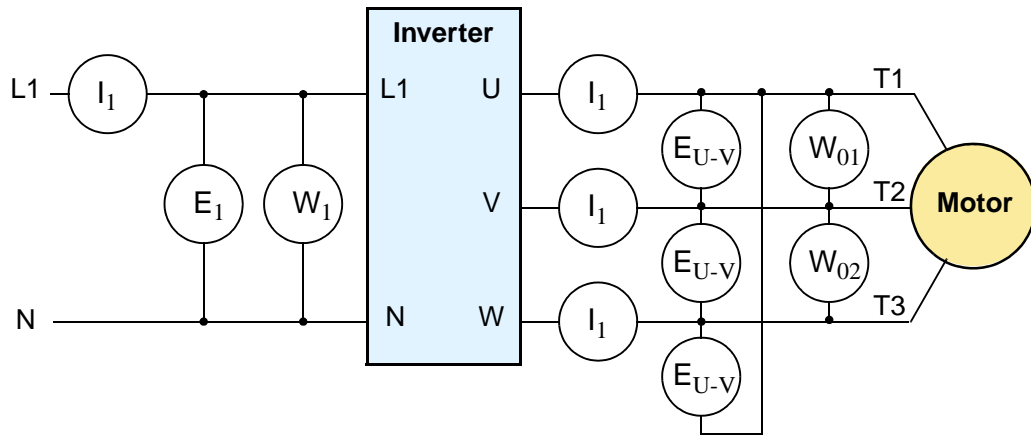 Inverter
L1 I1 L1 U I1 T1
EU-V W01
E1 W1 V I1 T2 Motor
EU-V W02
N N W I1 T3
EU-V